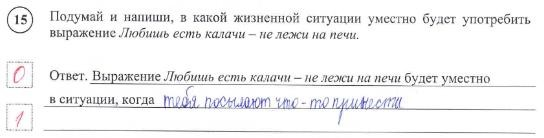 15 Подумай и напиши, в какой жизненной ситуации уместно будет употребить
выражение Любишь есть калачи – не лежи на печи.
0 Ответ. Выражение Любишь есть калачи – не лежи на печи будет уместно
в ситуации, когда тебя посылают что-то принести
1